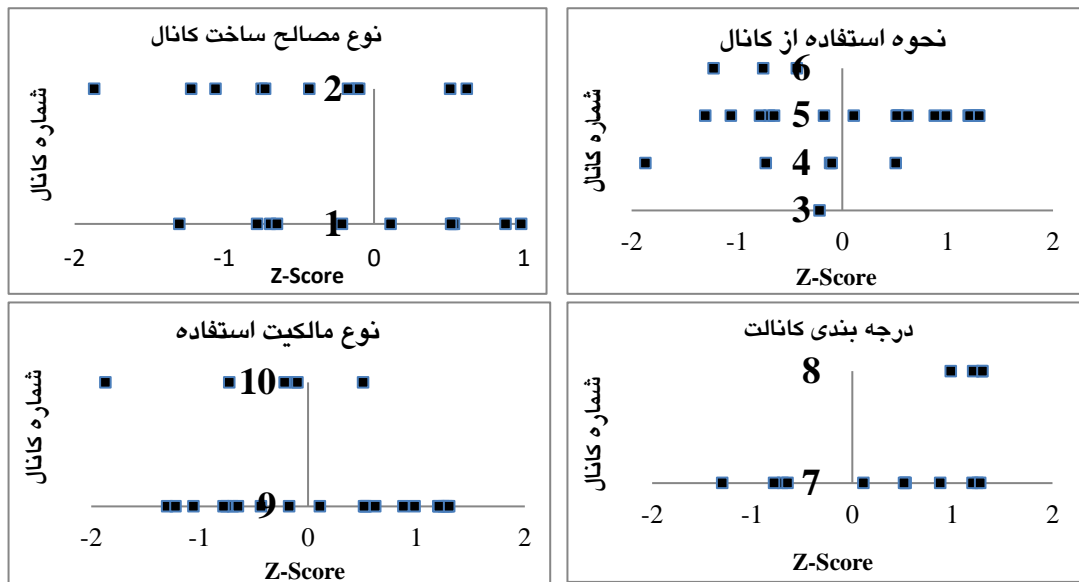 نوع مصالح ساخت کانال
شماره کانال
2
1
-2 -1 0 1
Z-Score
نحوه استفاده از کانال
شماره کانال
6
5
4
3
-2 -1 0 1 2
Z-Score
نوع مالکیت استفاده
شماره کانال
10
9
-2 -1 0 1 2
Z-Score
درجه بندی کانالت
شماره کانال
8
7
-2 -1 0 1 2
Z-Score